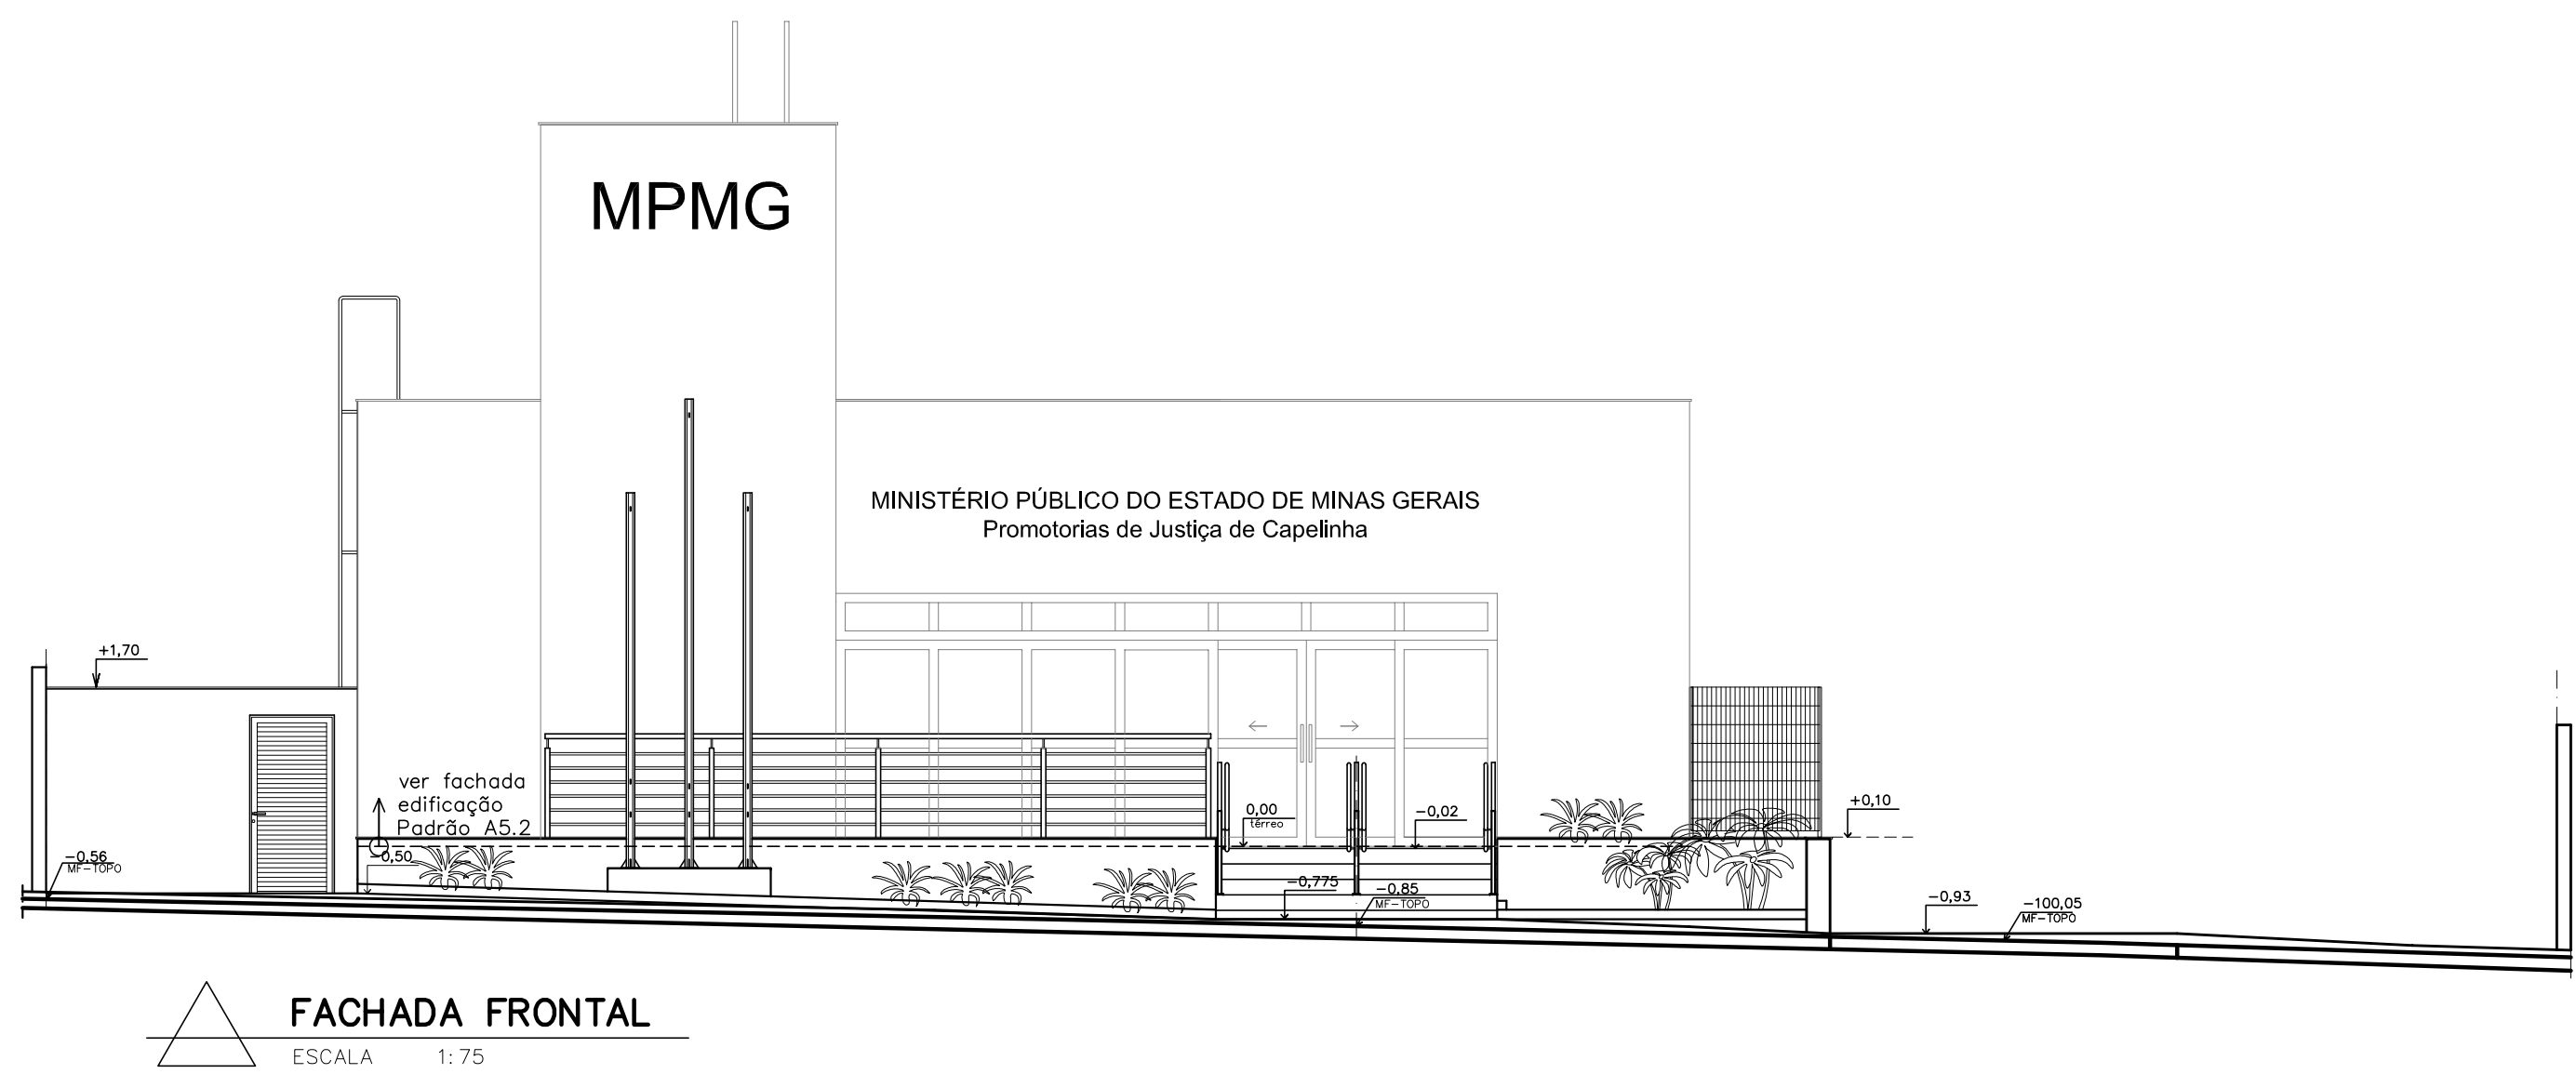 MPMG
MINISTÉRIO PÚBLICO DO ESTADO DE MINAS GERAIS
Promotorias de Justiça de Capelinha
+1,70
ver fachada
edificação
Padrão A5.2
-0,56
MF-TOPO
-0,50
0,00
térreo
-0,02
+0,10
-0,775
-0,85
MF-TOPO
-0,93
-100,05
MF-TOPO
FACHADA FRONTAL
ESCALA 1:75